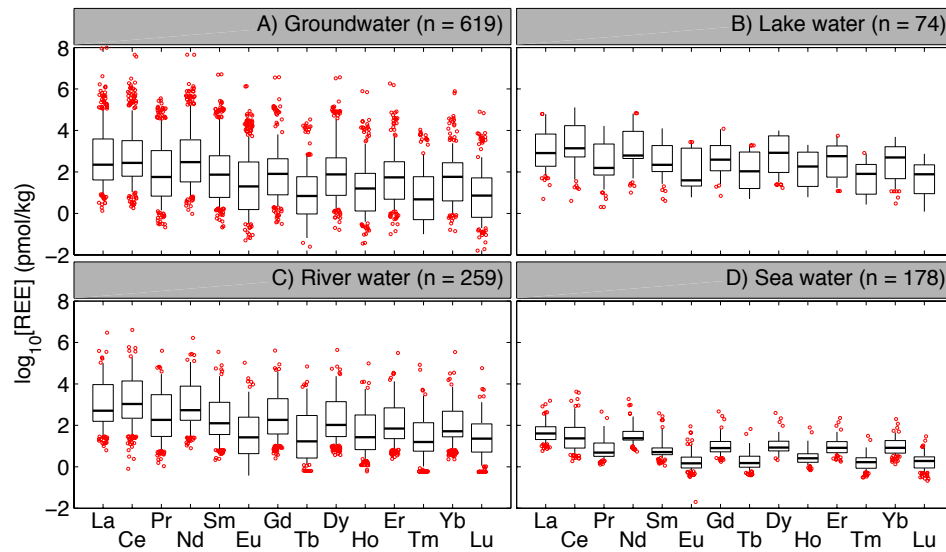 A) Groundwater (n = 619)
B) Lake water (n = 74)
8
6
4
2
0
−2
C) River water (n = 259)
D) Sea water (n = 178)
8
6
4
2
0
−2
log10[REE] (pmol/kg)
La Pr Sm Gd Dy Er Yb La Pr Sm Gd Dy Er Yb
Ce Nd Eu Tb Ho Tm Lu Ce Nd Eu Tb Ho Tm Lu